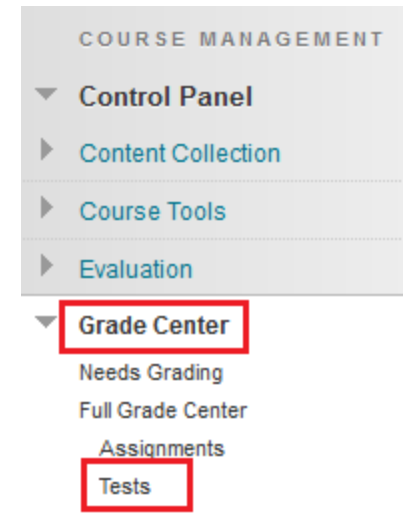 COURSE MANAGEMENT
Control Panel
Content Collection
Course Tools
Evaluation
Grade Center
Needs Grading
Full Grade Center
Assignments
Tests